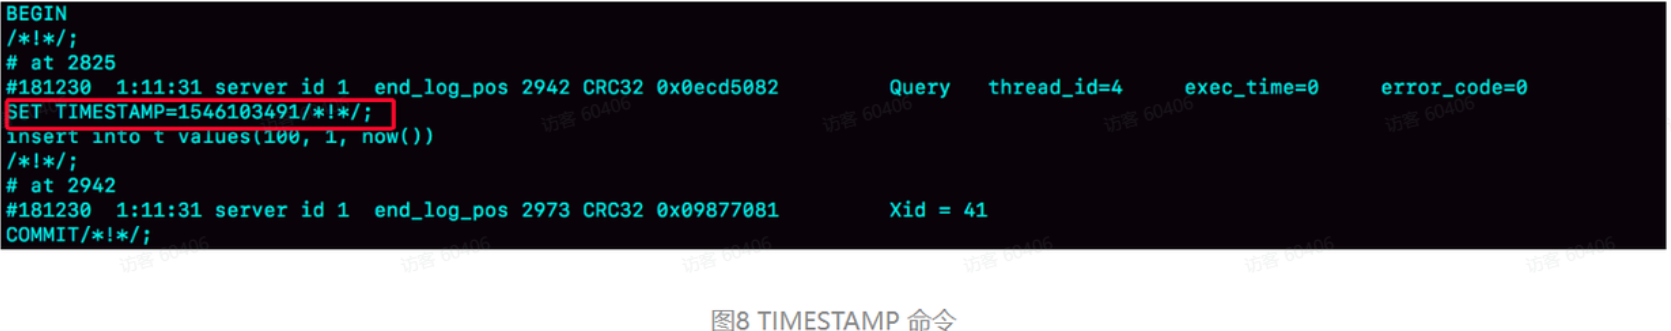 BEGIN
/*!*/;
# at 2825
#181230  1:11:31 server id 1  end_log_pos 2942 CRC32 0x0ecd5082         Query   thread_id=4     exec_time=0     error_code=0
SET TIMESTAMP=1546103491/*!*/;
insert into t values(100, 1, now())
/*!*/;
# at 2942
#181230  1:11:31 server id 1  end_log_pos 2973 CRC32 0x09877081         Xid = 41
COMMIT/*!*/;
访客 60406
访客 60406
访客 60406
访客 60406
访客 60406
访客 60406
访客 60406
访客 60406
访客 60406
访客 60406
图8 TIMESTAMP 命令